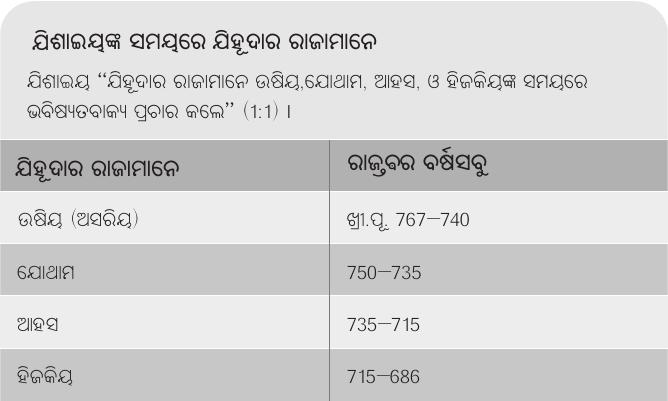 ଯିଶାଇୟଙ୍କ ସମୟରେ ଯିହୂଦାର ରାଜାମାନେ
ଯିଶାଇୟ “ଯିହୂଦାର ରାଜାମାନେ ଉଷିୟ,ଯୋଥାମ, ଆହସ, ଓ ହିଜକିୟଙ୍କ ସମୟରେ
ଭବିଷ୍ୟତବାକ୍ୟ ପ୍ରଚାର କଲେ” (1:1) ।
ଯିହୂଦାର ରାଜାମାନେ ରାଜ୍ତ୍ଵର ବର୍ଷସବୁ
ଉଷିୟ (ଅସରିୟ) ଖ୍ରୀ.ପୂ. 767–740
ଯୋଥାମ 750–735
ଆହସ 735–715
ହିଜକିୟ 715–686